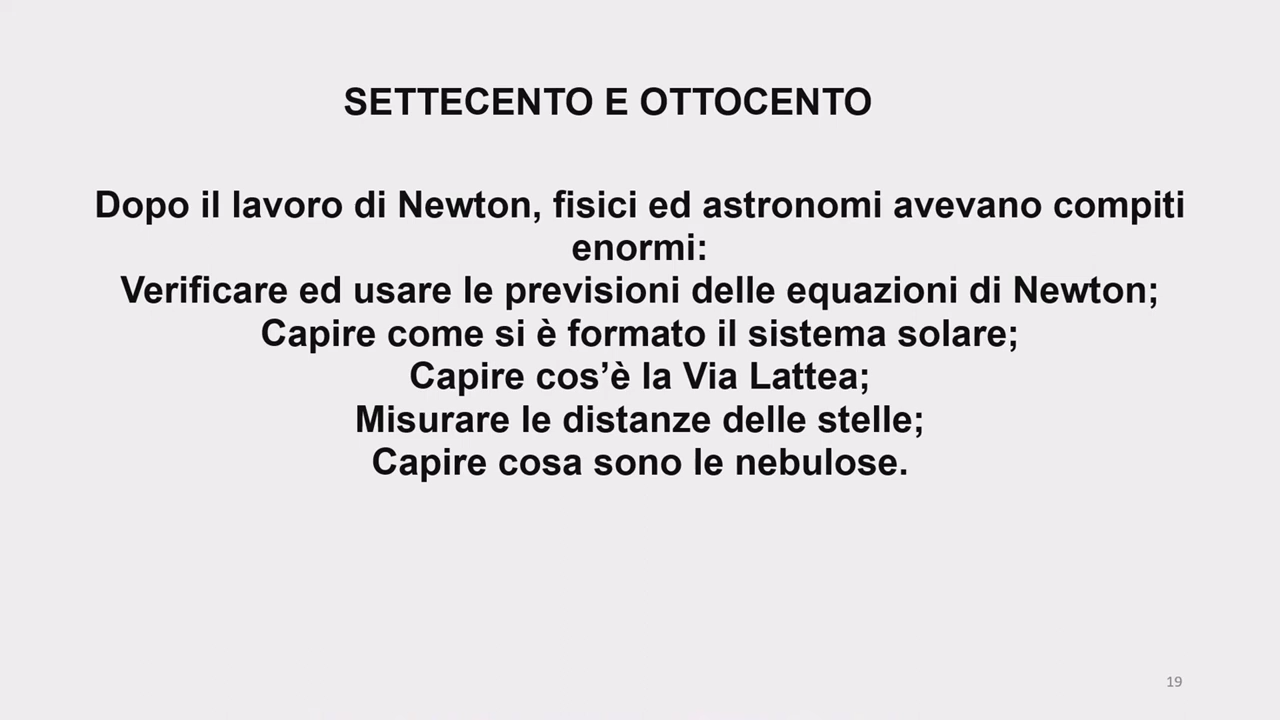 SETTECENTO E OTTOCENTO
Dopo il lavoro di Newton, fisici ed astronomi avevano compiti
enormi:
Verificare ed usare le previsioni delle equazioni di Newton;
Capire come si è formato il sistema solare;
Capire cos’è la Via Lattea;
Misurare le distanze delle stelle;
Capire cosa sono le nebulose.
19